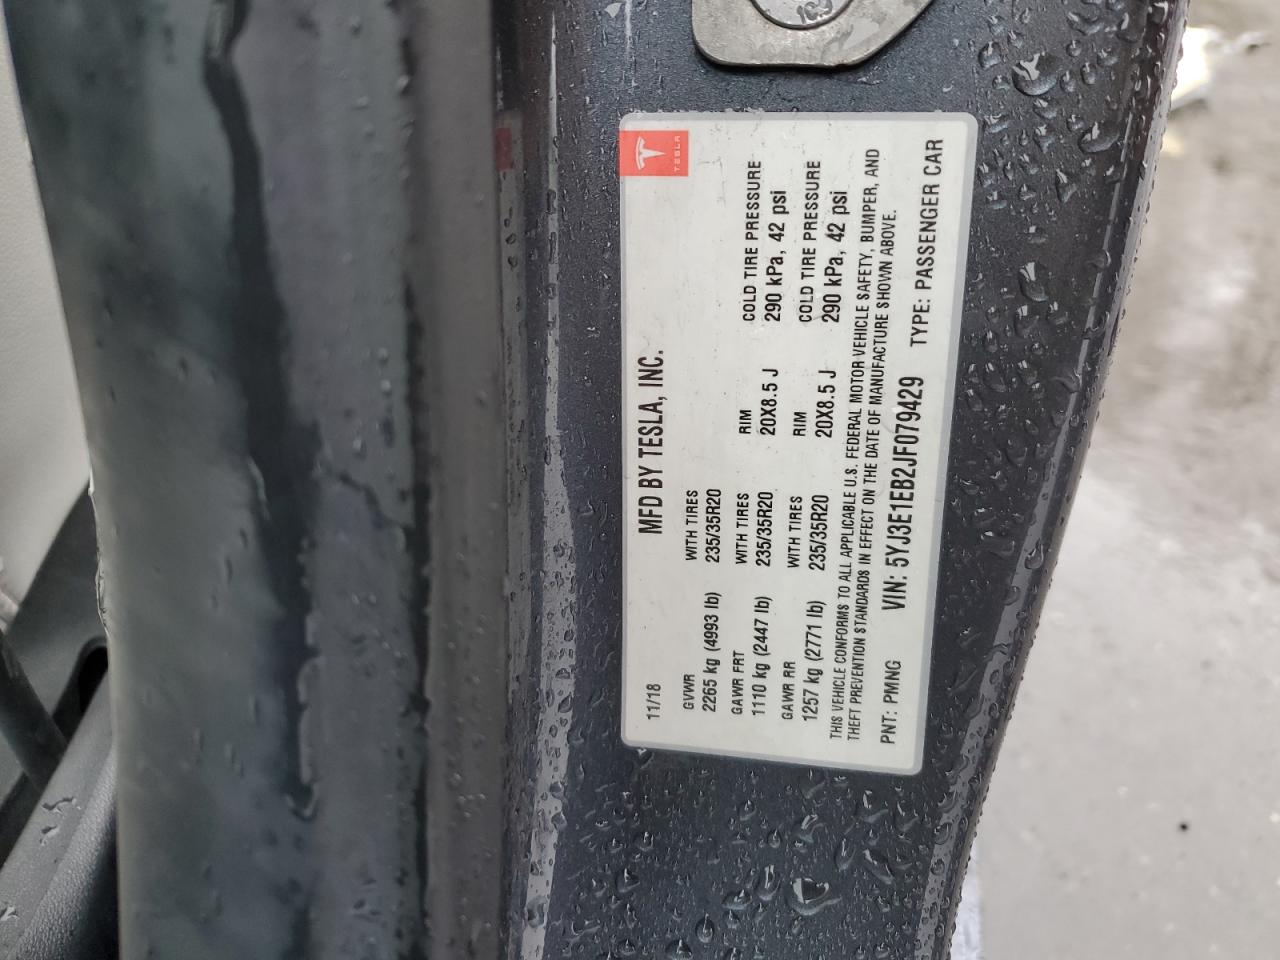 TESLA
MFD BY TESLA, INC.
11/18
GVWR WITH TIRES
2265 kg (4993 lb) 235/35R20
GAWR FRT WITH TIRES RIM COLD TIRE PRESSURE
1110 kg (2447 lb) 235/35R20 20X8.5 J 290 kPa, 42 psi
GAWR RR WITH TIRES RIM COLD TIRE PRESSURE
1257 kg (2771 lb) 235/35R20 20X8.5 J 290 kPa, 42 psi
THIS VEHICLE CONFORMS TO ALL APPLICABLE U.S. FEDERAL MOTOR VEHICLE SAFETY, BUMPER, AND
THEFT PREVENTION STANDARDS IN EFFECT ON THE DATE OF MANUFACTURE SHOWN ABOVE.
PNT: PMNG VIN: 5YJ3E1EB2JF079429 TYPE: PASSENGER CAR